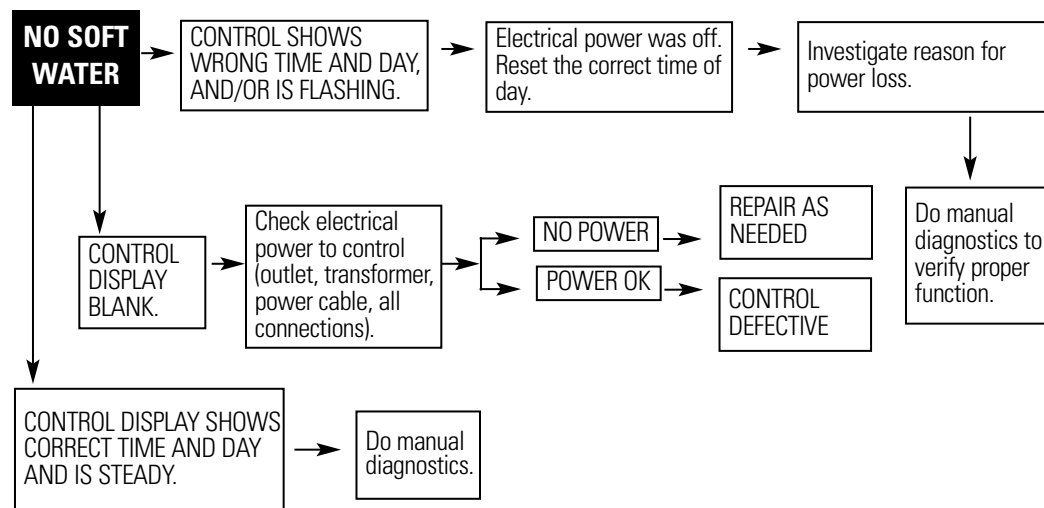 NO SOFT
WATER
CONTROL SHOWS
WRONG TIME AND DAY,
AND/OR IS FLASHING.
Electrical power was off.
Reset the correct time of
day.
Investigate reason for
power loss.
Do manual
diagnostics to
verify proper
function.
CONTROL
DISPLAY
BLANK.
Check electrical
power to control
(outlet, transformer,
power cable, all
connections).
NO POWER
REPAIR AS
NEEDED
POWER OK
CONTROL
DEFECTIVE
CONTROL DISPLAY SHOWS
CORRECT TIME AND DAY
AND IS STEADY.
Do manual
diagnostics.